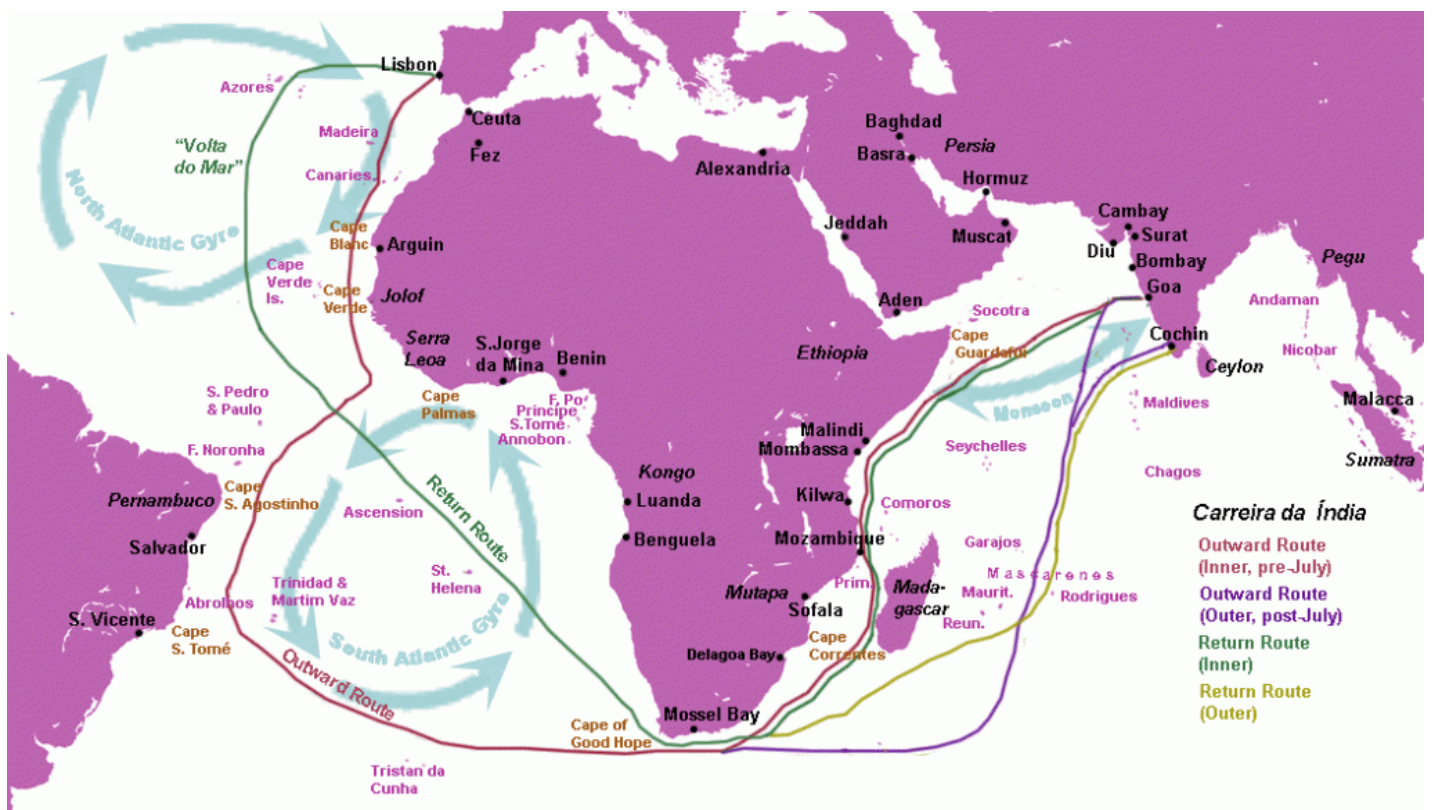 Lisbon
Azores
Ceuta
Fez
Madeira
"Volta
do Mar"
Canaries
North Atlantic Gyre
Cape
Blanc
Arguin
Cape
Verde
Is.
Cape
Verde
Jolof
Serra
Leoa
S.Jorge
da Mina
Benin
Cape
Palmas
F. Po
Principe
S.Tomé
Annobon
S. Pedro
& Paulo
F. Noronha
Pernambuco
Cape
S. Agostinho
Ascension
Return Route
Salvador
Trinidad &
Martim Vaz
St.
Helena
Abrolhos
S. Vicente
Cape
S. Tomé
South Atlantic Gyre
Outward Route
Tristan da
Cunha
Cape of
Good Hope
Mossel Bay
Kongo
Luanda
Benguela
Alexandria
Baghdad
Basra
Persia
Hormuz
Jeddah
Muscat
Aden
Socotra
Cape
Guardafui
Ethiopia
Cambay
Surat
Diu
Bombay
Goa
Cochin
Ceylon
Pegu
Andaman
Nicobar
Malacca
Sumatra
Monsoon
Maldives
Malindi
Mombassa
Seychelles
Chagos
Kilwa
Comoros
Mozambique
Garajos
Prim.
Mada-
gascar
Mascarenes
Maurit.
Rodrigues
Reun.
Mutapa
Sofala
Cape
Correntes
Delagoa Bay
Carreira da Índia
Outward Route
(Inner, pre-July)
Outward Route
(Outer, post-July)
Return Route
(Inner)
Return Route
(Outer)